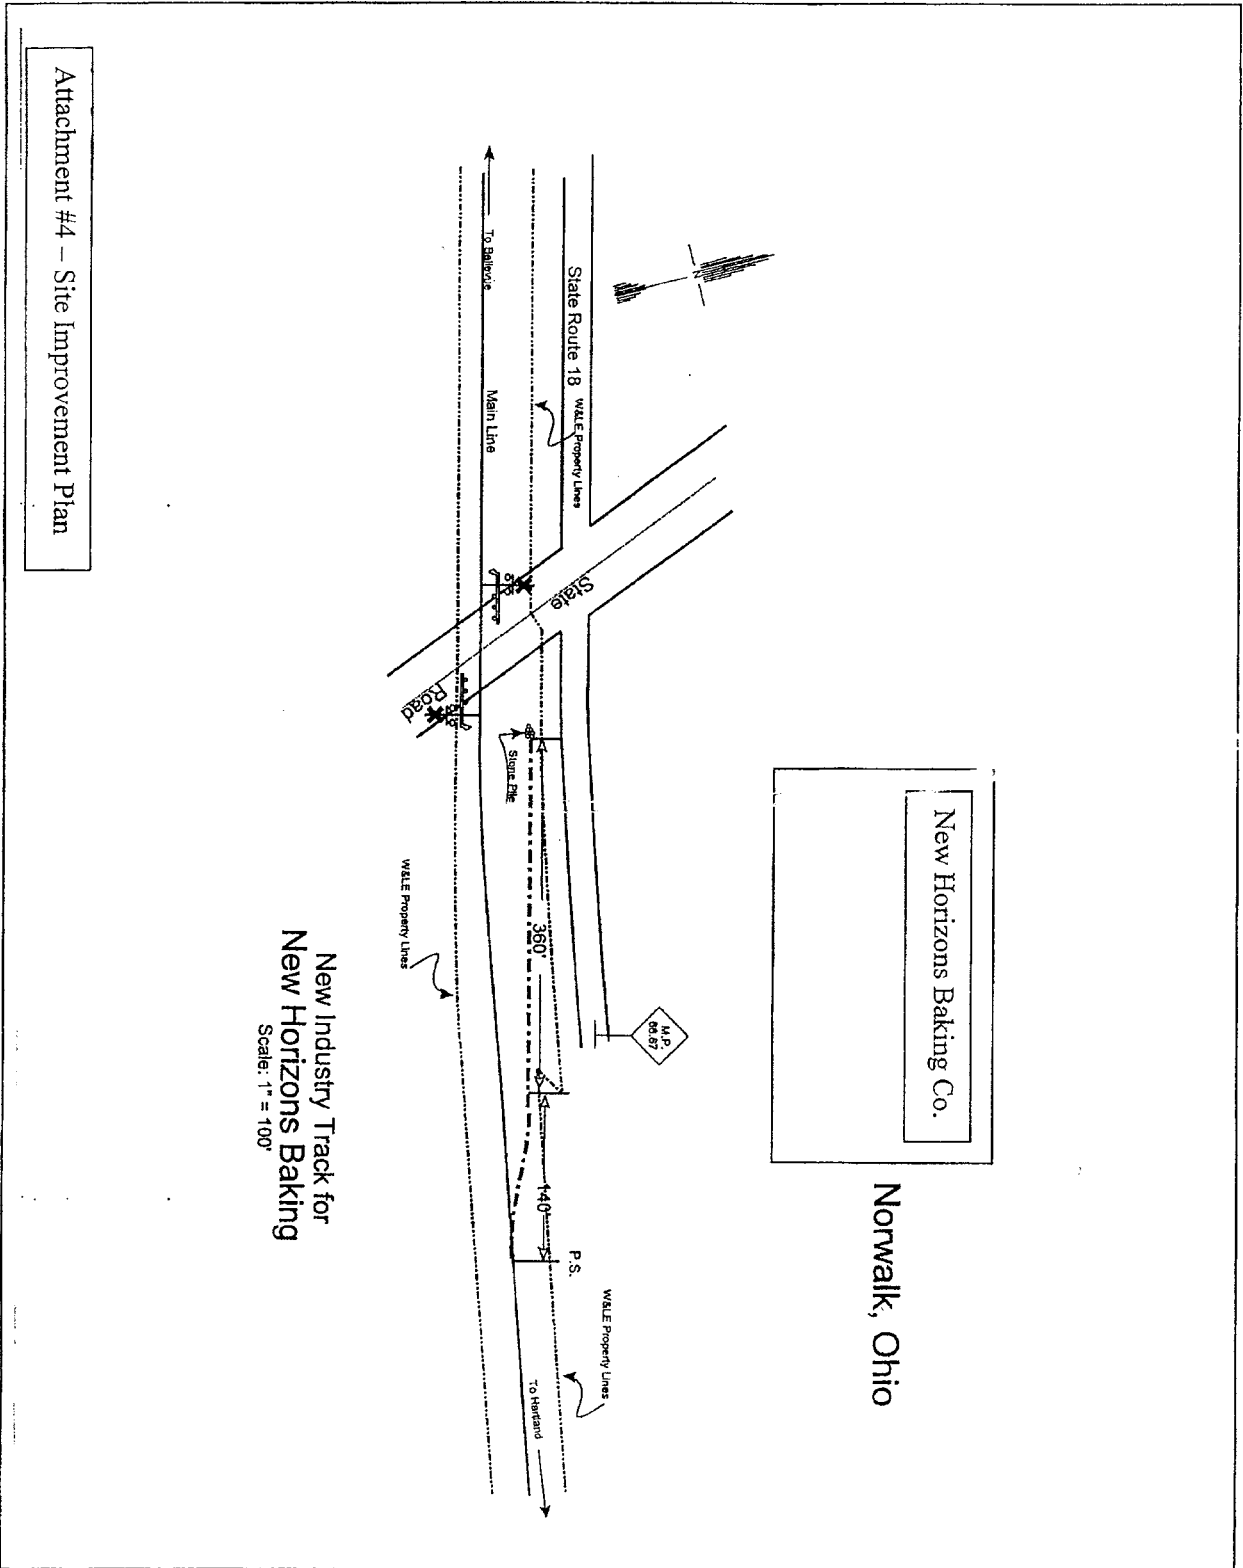 New Horizons Baking Co.
Norwalk, Ohio
M.P.
66.67
State Route 18
W&LE Property Lines
State
Road
To Bellevue
Main Line
Stone Pile
360'
140'
P.S.
W&LE Property Lines
To Hartland
W&LE Property Lines
New Industry Track for
New Horizons Baking
Scale: 1" = 100'
Attachment #4 – Site Improvement Plan